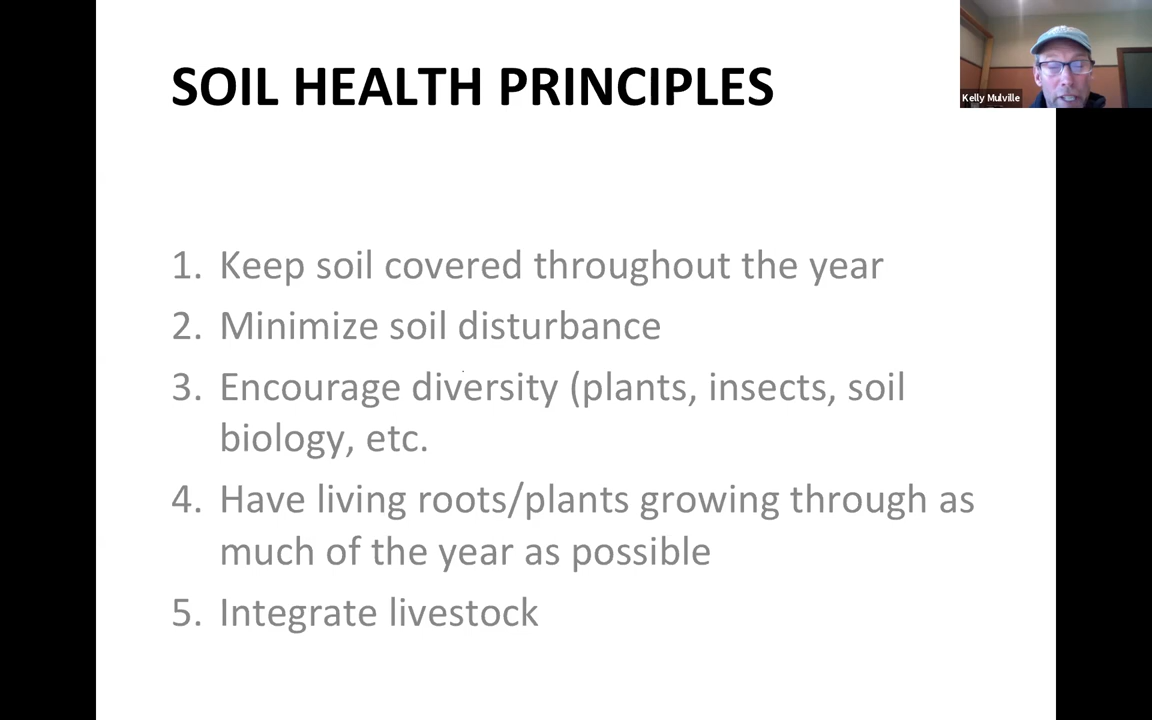 SOIL HEALTH PRINCIPLES
Kelly Mulville
1. Keep soil covered throughout the year
2. Minimize soil disturbance
3. Encourage diversity (plants, insects, soil
biology, etc.
4. Have living roots/plants growing through as
much of the year as possible
5. Integrate livestock